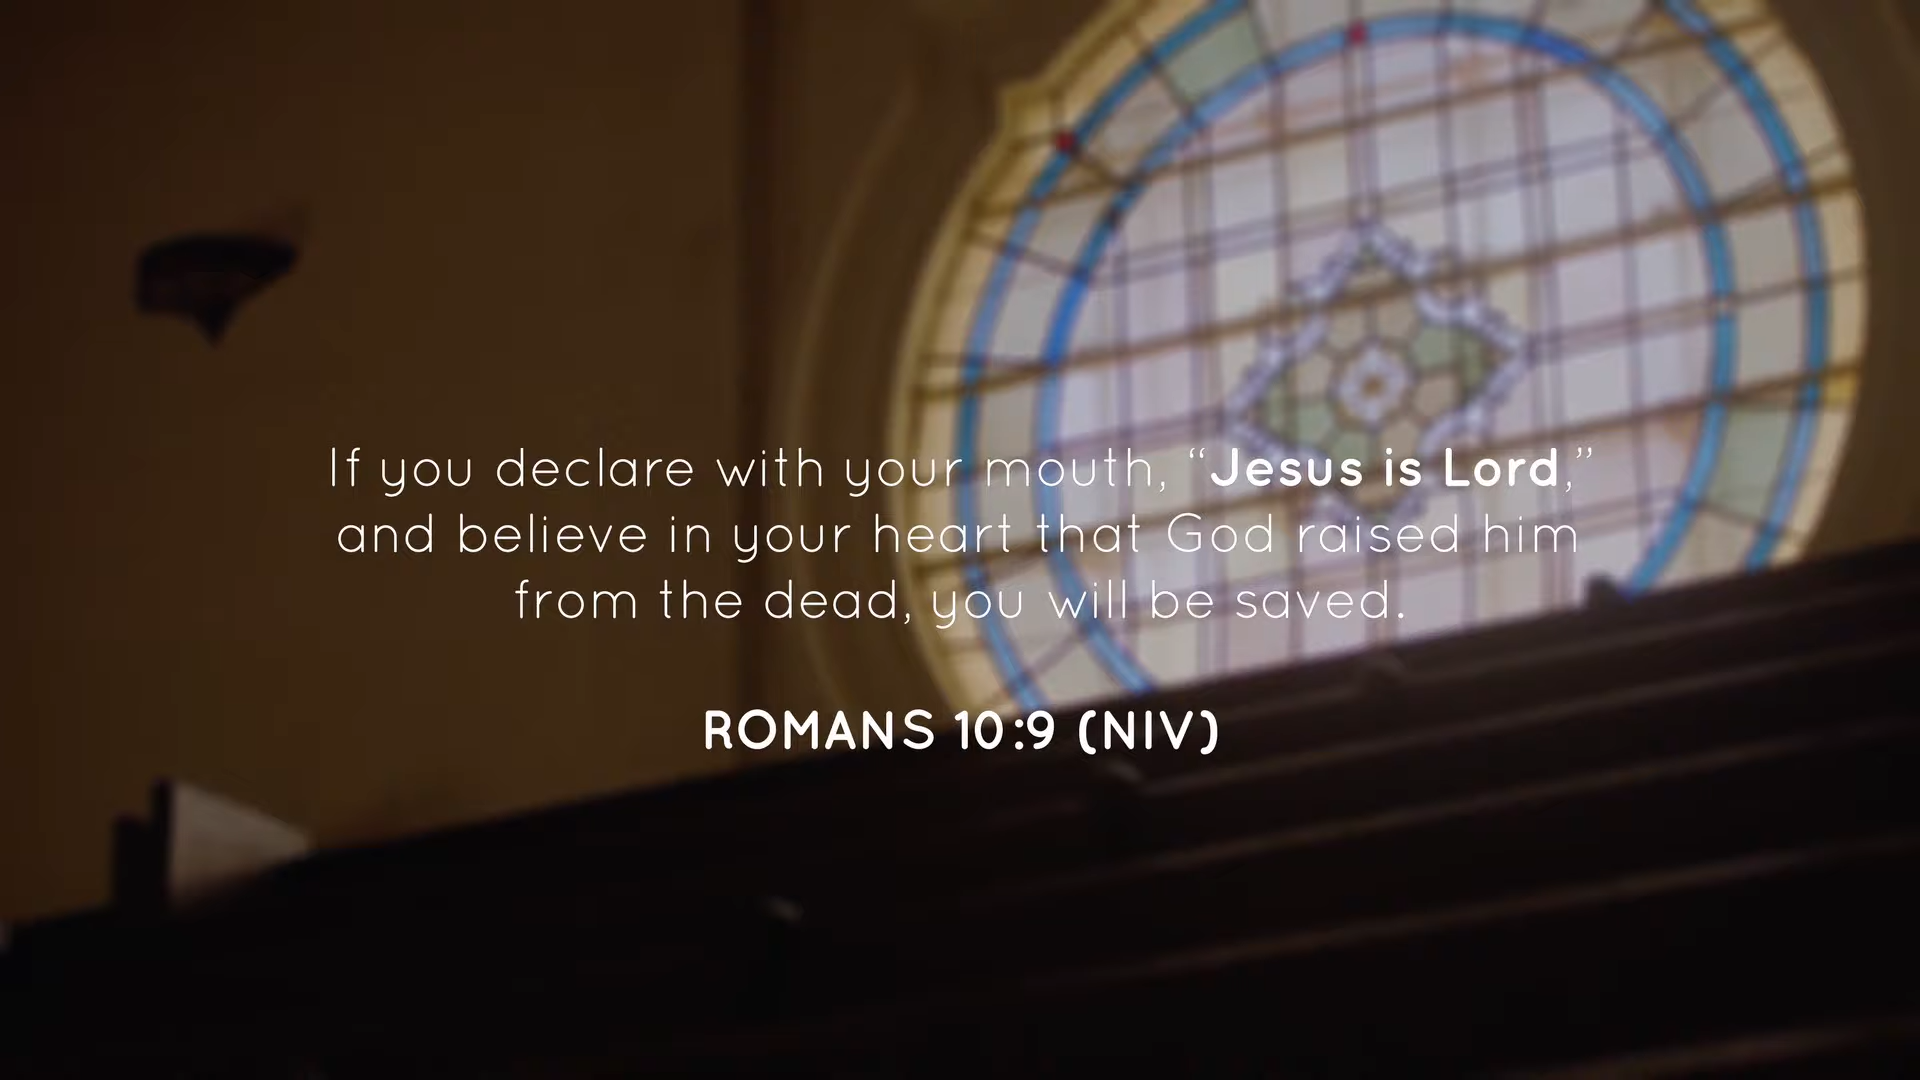 If you declare with your mouth, “Jesus is Lord,”
and believe in your heart that God raised him
from the dead, you will be saved.
ROMANS 10:9 (NIV)